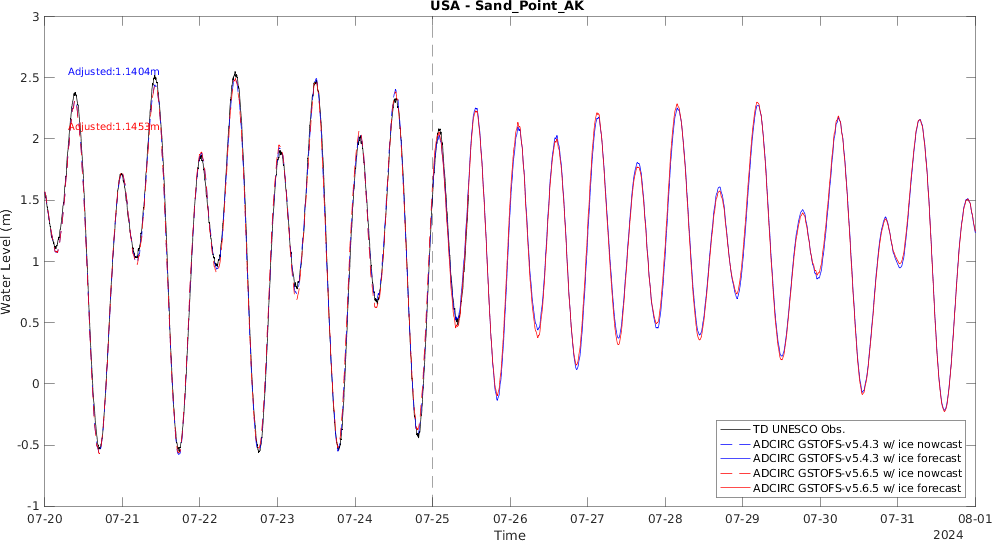 USA - Sand_Point_AK
3
2.5
2
1.5
1
0.5
0
-0.5
-1
Water Level (m)
Adjusted:1.1404m
Adjusted:1.1453m
TD UNESCO Obs.
ADCIRC GSTOFS-v5.4.3 w/ ice nowcast
ADCIRC GSTOFS-v5.4.3 w/ ice forecast
ADCIRC GSTOFS-v5.6.5 w/ ice nowcast
ADCIRC GSTOFS-v5.6.5 w/ ice forecast
07-20 07-21 07-22 07-23 07-24 07-25 07-26 07-27 07-28 07-29 07-30 07-31 08-01
Time
2024